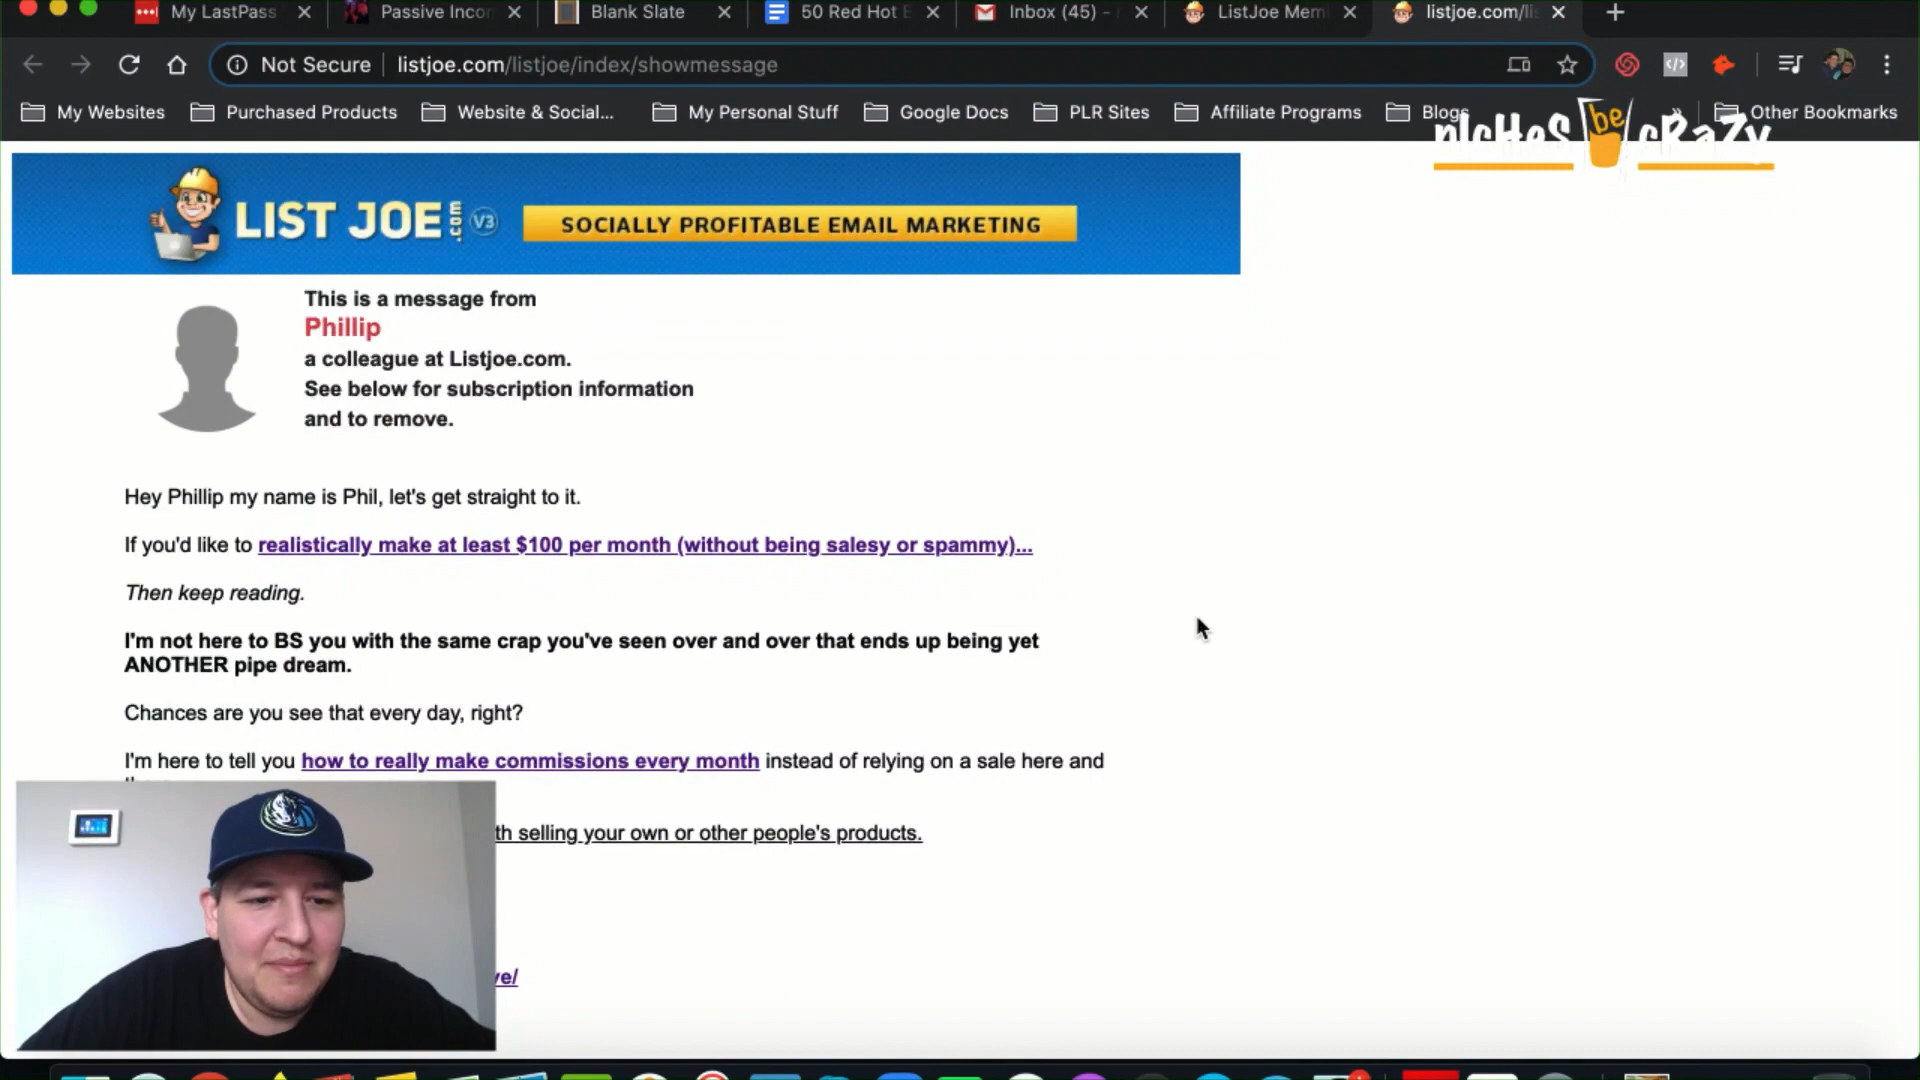 My LastPass
Passive Incor
Blank Slate
50 Red Hot E
Inbox (45) -
ListJoe Mem
listjoe.com/li
Not Secure
listjoe.com/listjoe/index/showmessage
My Websites
Purchased Products
Website & Social...
My Personal Stuff
Google Docs
PLR Sites
Affiliate Programs
Blogs
»
Other Bookmarks
nicHeS be cRaZy
LIST JOE .com V3
SOCIALLY PROFITABLE EMAIL MARKETING
This is a message from
Phillip
a colleague at Listjoe.com.
See below for subscription information
and to remove.
Hey Phillip my name is Phil, let's get straight to it.
If you'd like to realistically make at least $100 per month (without being salesy or spammy)...
Then keep reading.
I'm not here to BS you with the same crap you've seen over and over that ends up being yet
ANOTHER pipe dream.
Chances are you see that every day, right?
I'm here to tell you how to really make commissions every month instead of relying on a sale here and
th selling your own or other people's products.
ve/